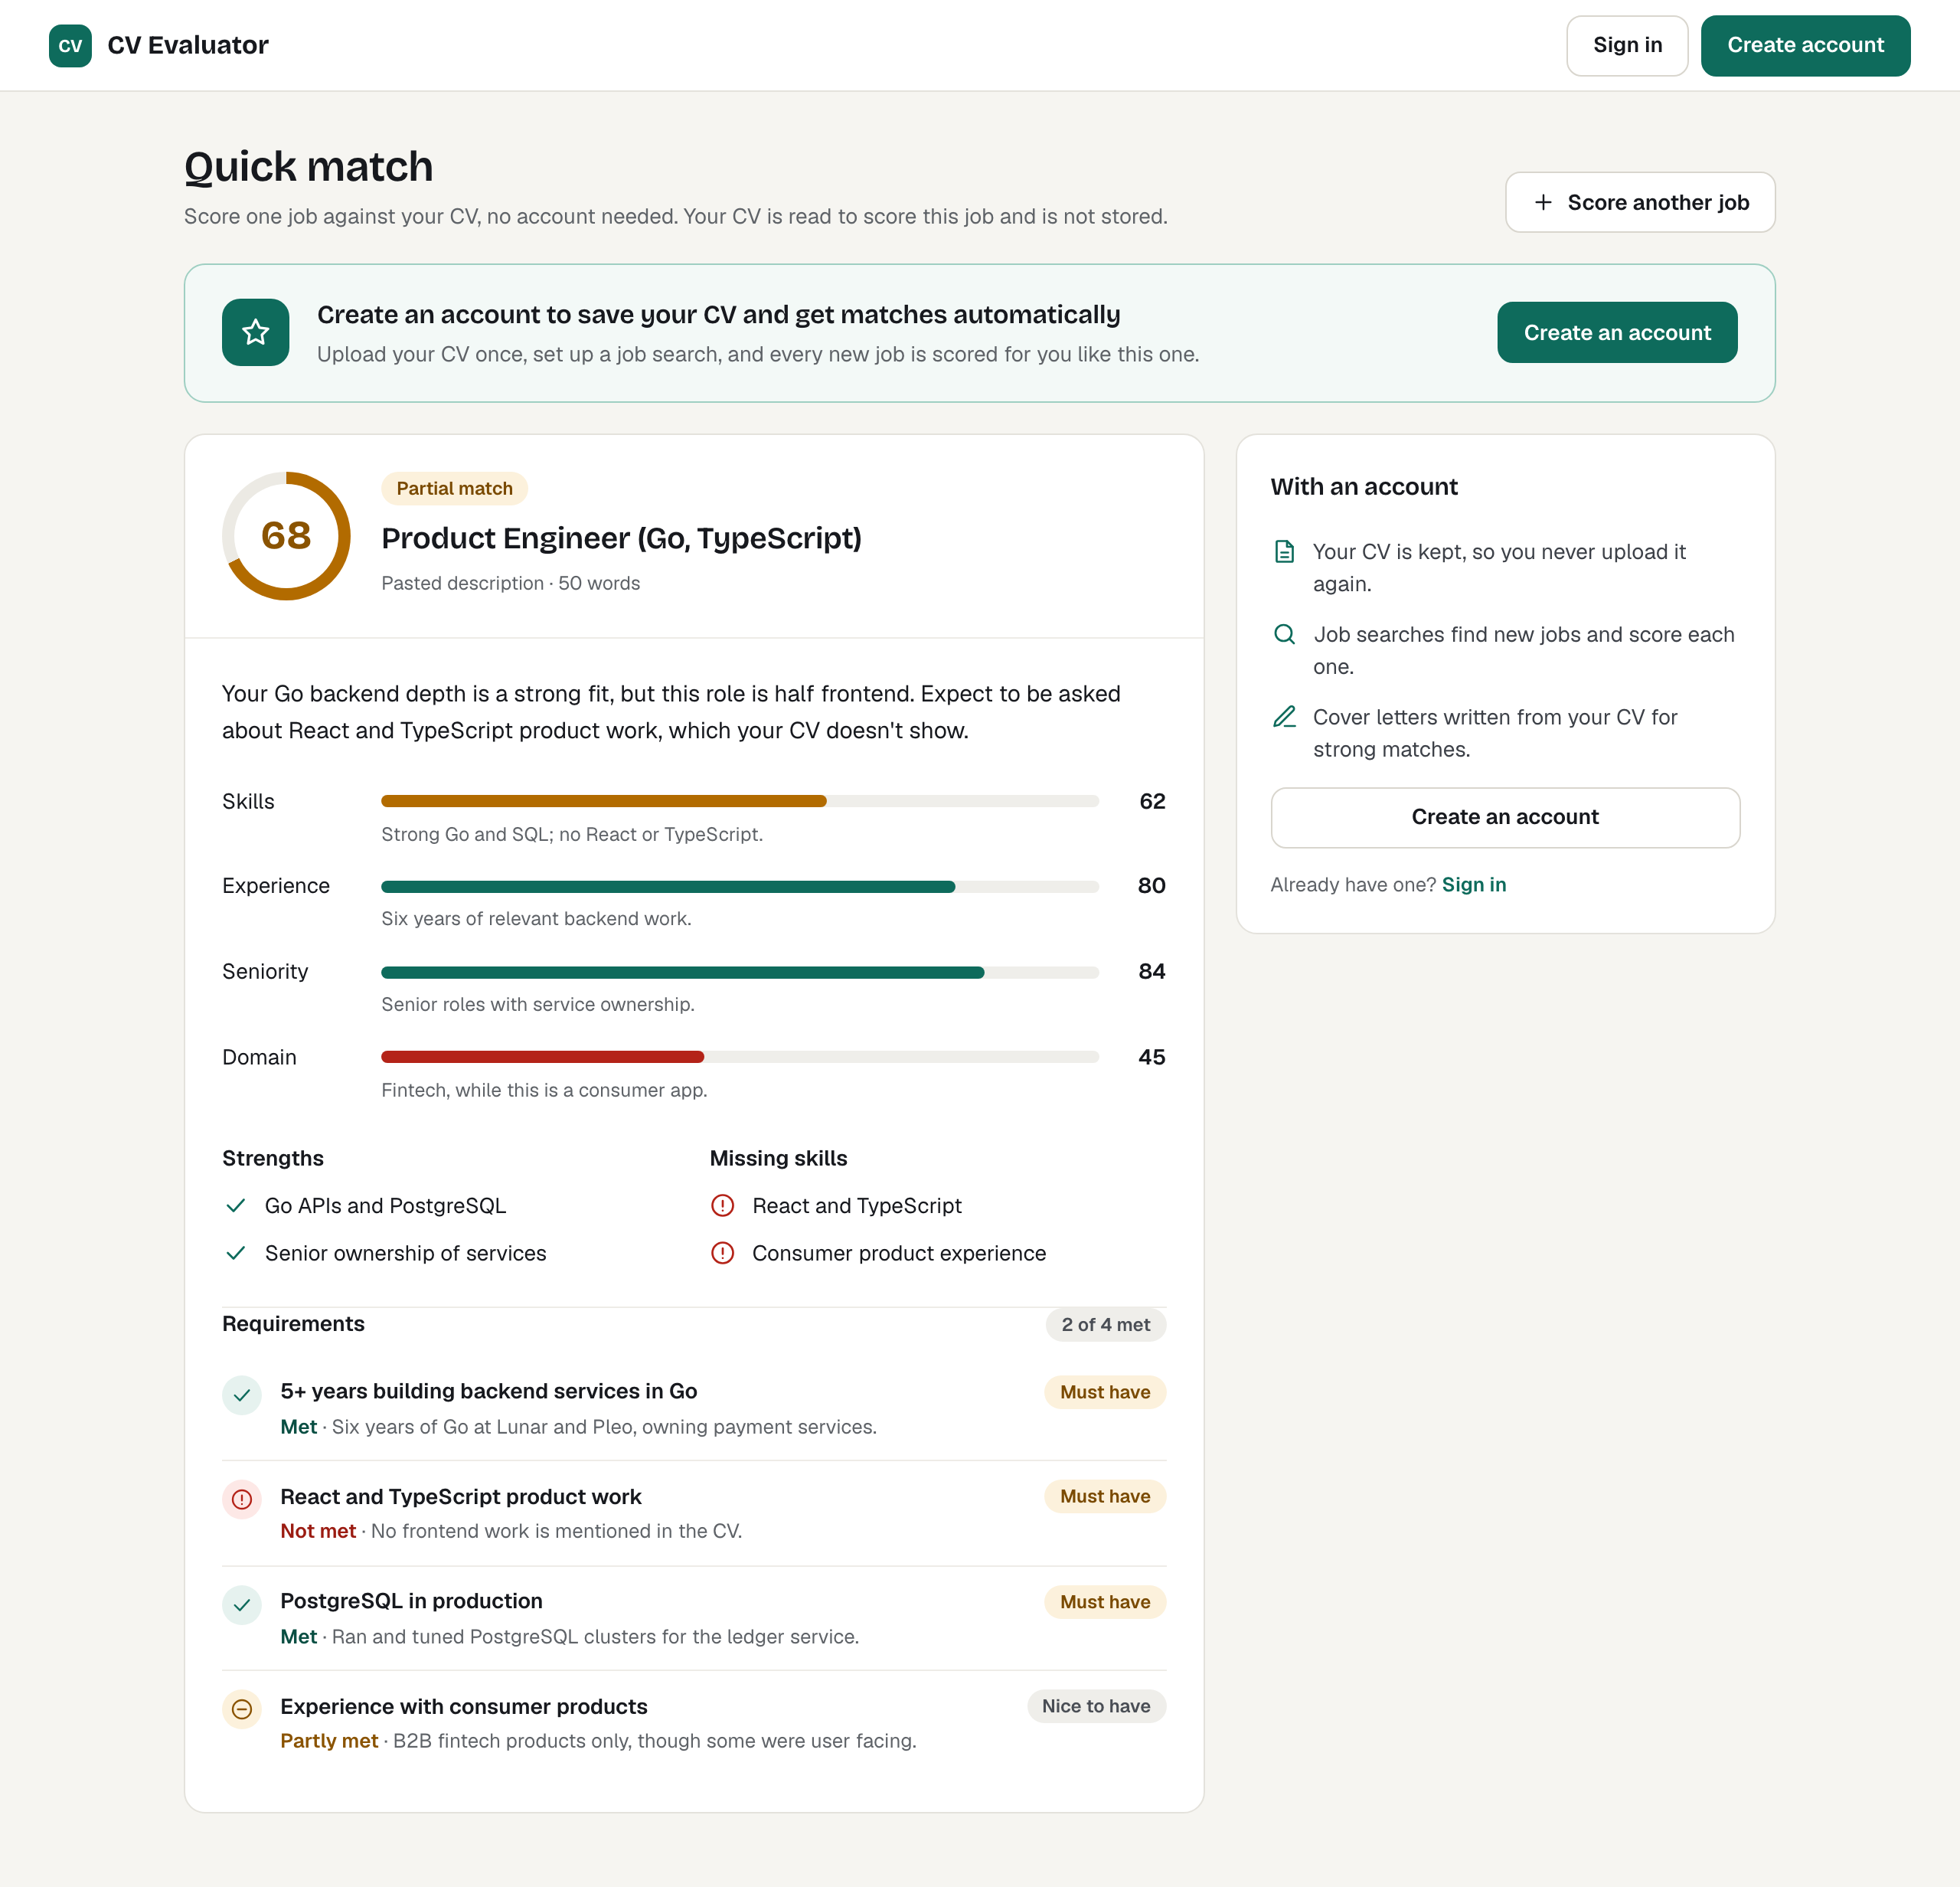 CV CV Evaluator
Sign in
Create account
Quick match
Score one job against your CV, no account needed. Your CV is read to score this job and is not stored.
Score another job
Create an account to save your CV and get matches automatically
Upload your CV once, set up a job search, and every new job is scored for you like this one.
Create an account
68
Partial match
Product Engineer (Go, TypeScript)
Pasted description · 50 words
Your Go backend depth is a strong fit, but this role is half frontend. Expect to be asked
about React and TypeScript product work, which your CV doesn't show.
Skills 62
Strong Go and SQL; no React or TypeScript.
Experience 80
Six years of relevant backend work.
Seniority 84
Senior roles with service ownership.
Domain 45
Fintech, while this is a consumer app.
Strengths
Go APIs and PostgreSQL
Senior ownership of services
Missing skills
React and TypeScript
Consumer product experience
Requirements 2 of 4 met
5+ years building backend services in Go Must have
Met · Six years of Go at Lunar and Pleo, owning payment services.
React and TypeScript product work Must have
Not met · No frontend work is mentioned in the CV.
PostgreSQL in production Must have
Met · Ran and tuned PostgreSQL clusters for the ledger service.
Experience with consumer products Nice to have
Partly met · B2B fintech products only, though some were user facing.
With an account
Your CV is kept, so you never upload it
again.
Job searches find new jobs and score each
one.
Cover letters written from your CV for
strong matches.
Create an account
Already have one? Sign in